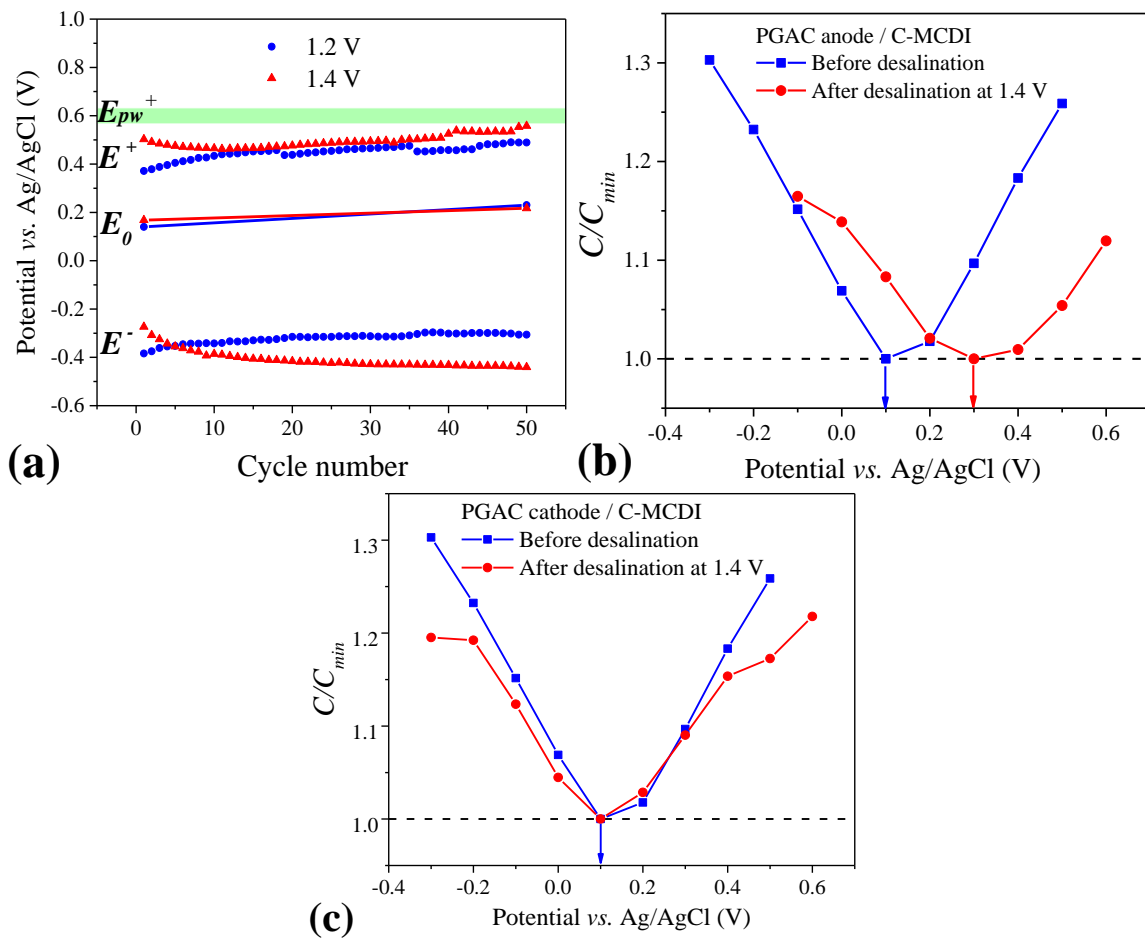 1.0
0.8
0.6
0.4
0.2
0.0
-0.2
-0.4
-0.6
Potential vs. Ag/AgCl (V)
1.2 V
1.4 V
Epw+
E+
E0
E-
0
10
20
30
40
50
Cycle number
(a)
PGAC anode / C-MCDI
Before desalination
After desalination at 1.4 V
1.3
1.2
1.1
1.0
C/Cmin
-0.4
-0.2
0.0
0.2
0.4
0.6
Potential vs. Ag/AgCl (V)
(b)
PGAC cathode / C-MCDI
Before desalination
After desalination at 1.4 V
1.3
1.2
1.1
1.0
C/Cmin
-0.4
-0.2
0.0
0.2
0.4
0.6
Potential vs. Ag/AgCl (V)
(c)